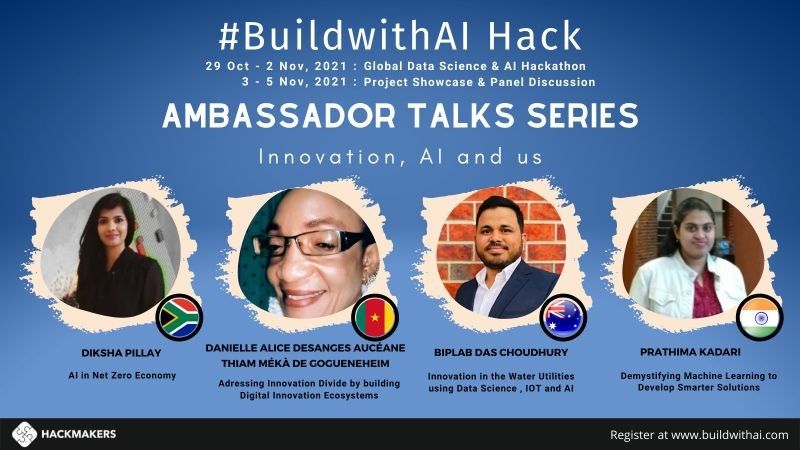 #BuildwithAI Hack
29 Oct - 2 Nov, 2021 : Global Data Science & AI Hackathon
3 - 5 Nov, 2021 : Project Showcase & Panel Discussion
AMBASSADOR TALKS SERIES
Innovation, AI and us
DIKSHA PILLAY
AI in Net Zero Economy
DANIELLE ALICE DESANGES AUCÉANE
THIAM MÉKÀ DE GOGUENEHEIM
Adressing Innovation Divide by building
Digital Innovation Ecosystems
BIPLAB DAS CHOUDHURY
Innovation in the Water Utilities
using Data Science , IOT and AI
PRATHIMA KADARI
Demystifying Machine Learning to
Develop Smarter Solutions
HACKMAKERS
Register at www.buildwithai.com